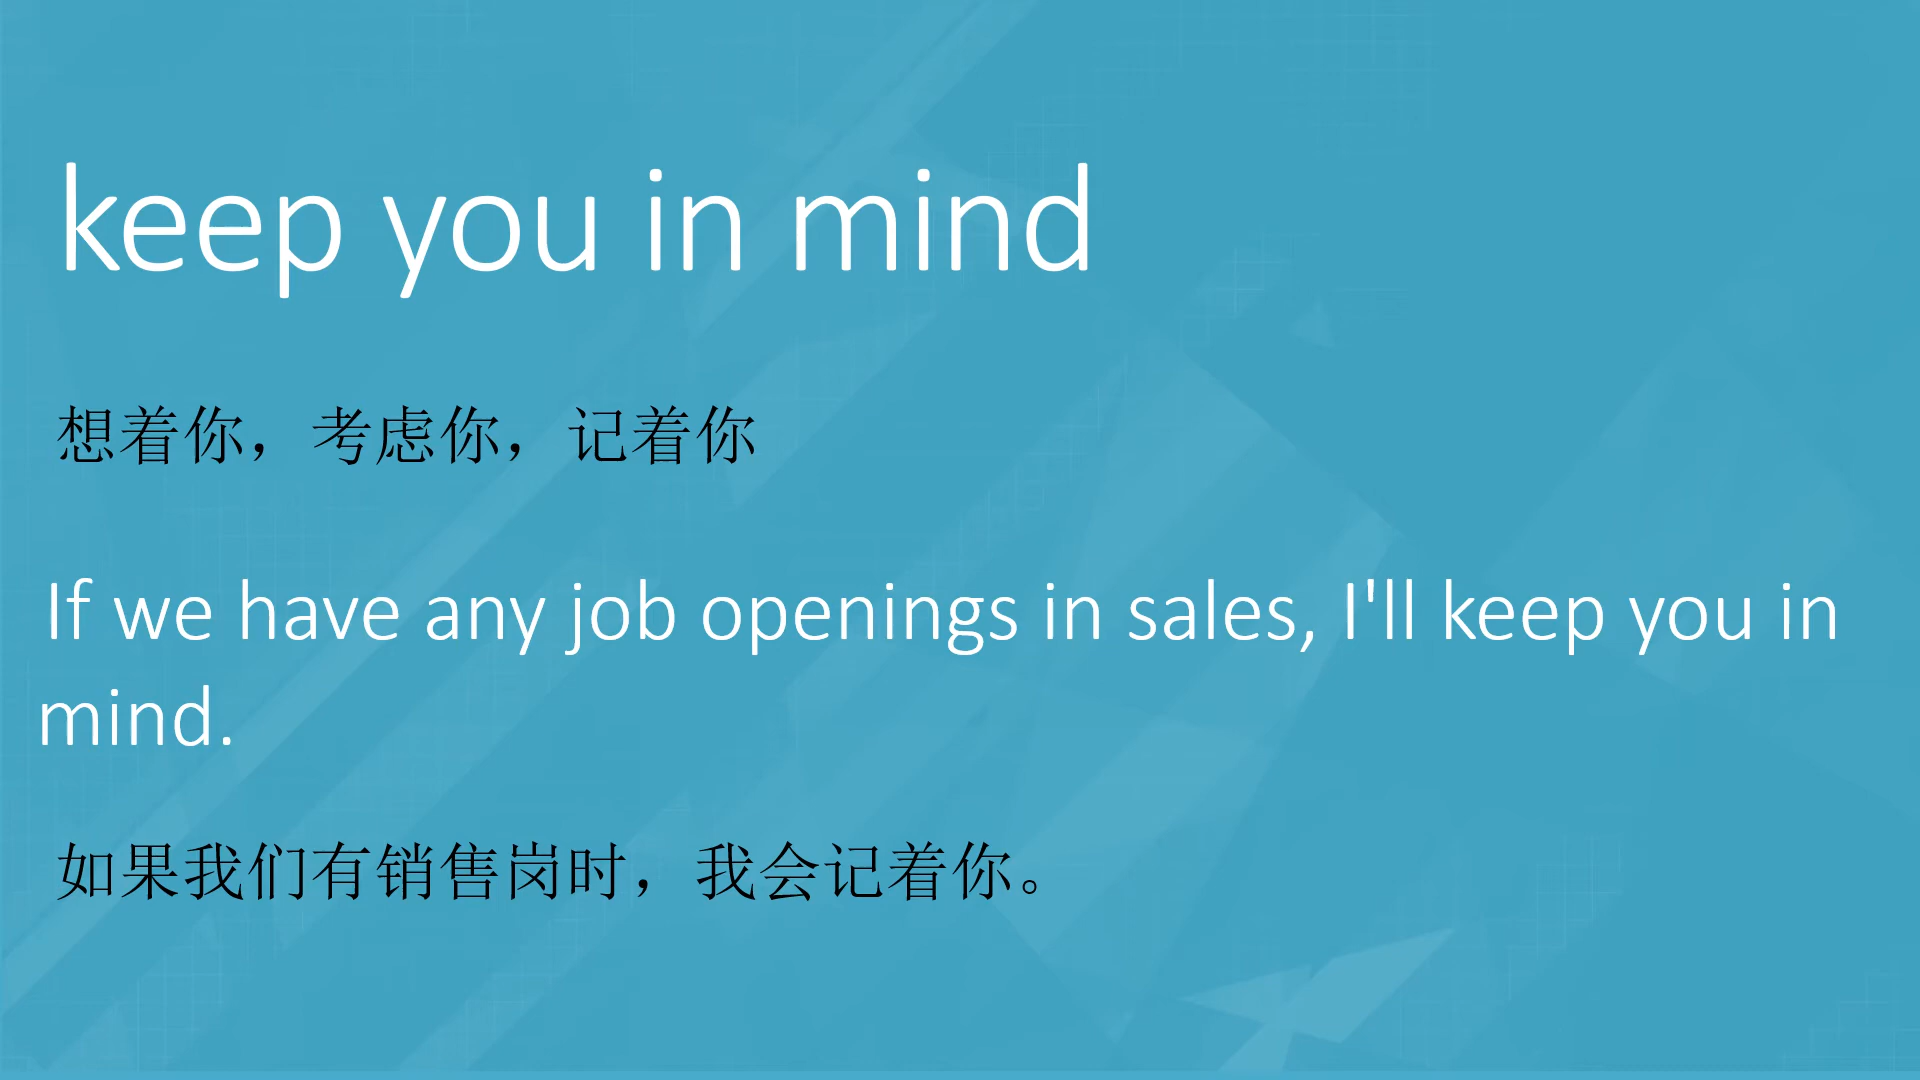 keep you in mind
想着你，考虑你，记着你
If we have any job openings in sales, I'll keep you in
mind.
如果我们有销售岗时，我会记着你。